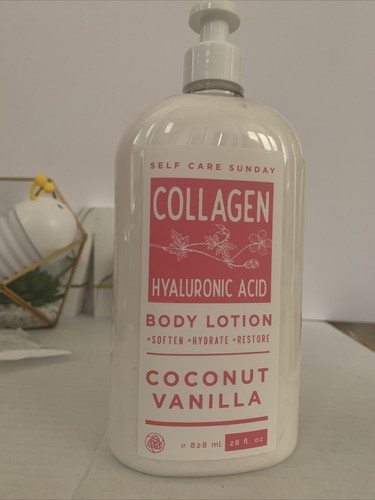 SELF CARE SUNDAY
COLLAGEN
HYALURONIC ACID
BODY LOTION
•SOFTEN •HYDRATE •RESTORE
COCONUT
VANILLA
e 828 ml 28 fl. oz